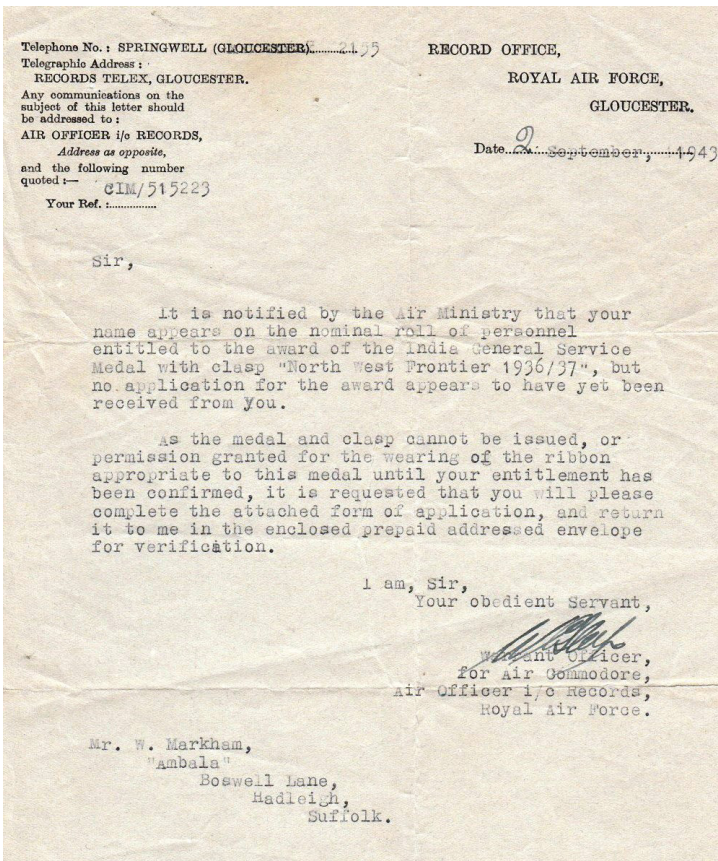 Telephone No. : SPRINGWELL (GLOUCESTER) 2155
Telegraphic Address :
RECORDS TELEX, GLOUCESTER.
Any communications on the
subject of this letter should
be addressed to :
AIR OFFICER i/c RECORDS,
Address as opposite,
and the following number
quoted :—
CIM/515223
Your Ref. :................
RECORD OFFICE,
ROYAL AIR FORCE,
GLOUCESTER.
Date 2 September, 1943
Sir,
It is notified by the Air Ministry that your
name appears on the nominal roll of personnel
entitled to the award of the India General Service
Medal with clasp "North West Frontier 1936/37", but
no application for the award appears to have yet been
received from you.
As the medal and clasp cannot be issued, or
permission granted for the wearing of the ribbon
appropriate to this medal until your entitlement has
been confirmed, it is requested that you will please
complete the attached form of application, and return
it to me in the enclosed prepaid addressed envelope
for verification.
I am, Sir,
Your obedient Servant,
Warrant Officer,
for Air Commodore,
Air Officer i/c Records,
Royal Air Force.
Mr. W. Markham,
"Ambala"
Boswell Lane,
Hadleigh,
Suffolk.